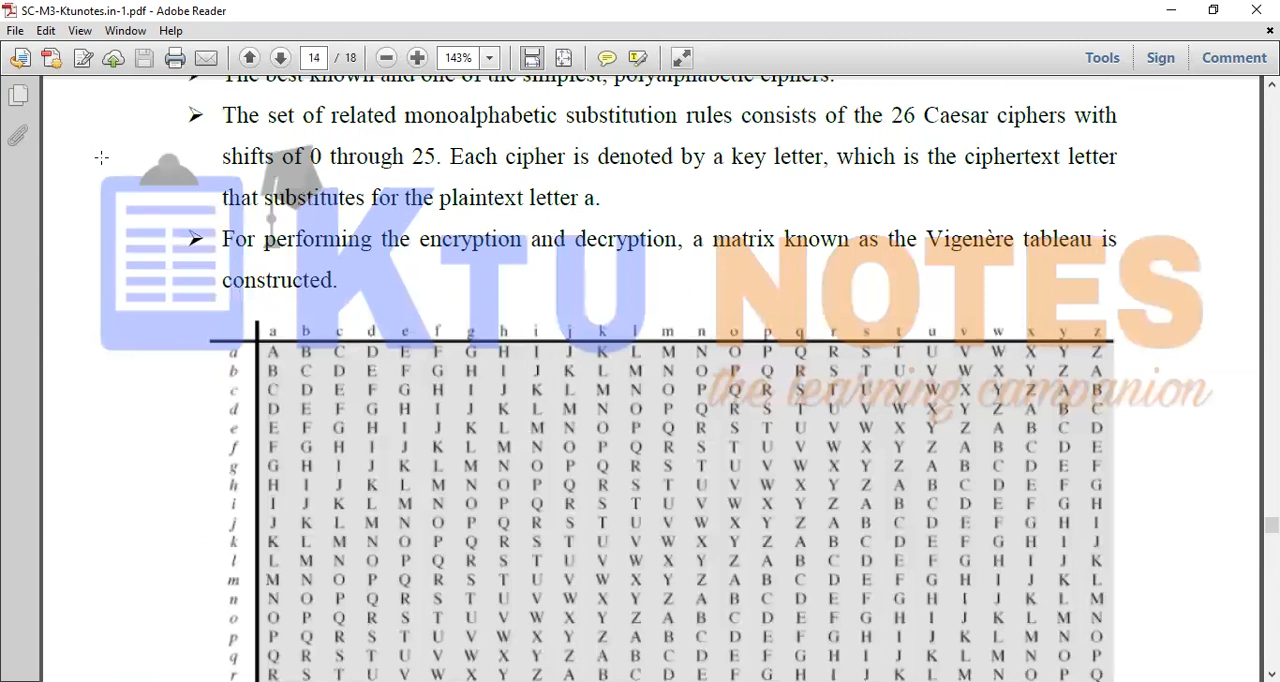 SC-M3-Ktunotes.in-1.pdf - Adobe Reader
File Edit View Window Help
14 / 18 143% Tools Sign Comment
The best known and one of the simplest, polyalphabetic ciphers.
➤ The set of related monoalphabetic substitution rules consists of the 26 Caesar ciphers with
shifts of 0 through 25. Each cipher is denoted by a key letter, which is the ciphertext letter
that substitutes for the plaintext letter a.
➤ For performing the encryption and decryption, a matrix known as the Vigenère tableau is
constructed.
KTU NOTES
the learning companion
a b c d e f g h i j k l m n o p q r s t u v w x y z
a A B C D E F G H I J K L M N O P Q R S T U V W X Y Z
b B C D E F G H I J K L M N O P Q R S T U V W X Y Z A
c C D E F G H I J K L M N O P Q R S T U V W X Y Z A B
d D E F G H I J K L M N O P Q R S T U V W X Y Z A B C
e E F G H I J K L M N O P Q R S T U V W X Y Z A B C D
f F G H I J K L M N O P Q R S T U V W X Y Z A B C D E
g G H I J K L M N O P Q R S T U V W X Y Z A B C D E F
h H I J K L M N O P Q R S T U V W X Y Z A B C D E F G
i I J K L M N O P Q R S T U V W X Y Z A B C D E F G H
j J K L M N O P Q R S T U V W X Y Z A B C D E F G H I
k K L M N O P Q R S T U V W X Y Z A B C D E F G H I J
l L M N O P Q R S T U V W X Y Z A B C D E F G H I J K
m M N O P Q R S T U V W X Y Z A B C D E F G H I J K L
n N O P Q R S T U V W X Y Z A B C D E F G H I J K L M
o O P Q R S T U V W X Y Z A B C D E F G H I J K L M N
p P Q R S T U V W X Y Z A B C D E F G H I J K L M N O
q Q R S T U V W X Y Z A B C D E F G H I J K L M N O P
r R S T U V W X Y Z A B C D E F G H I J K L M N O P Q